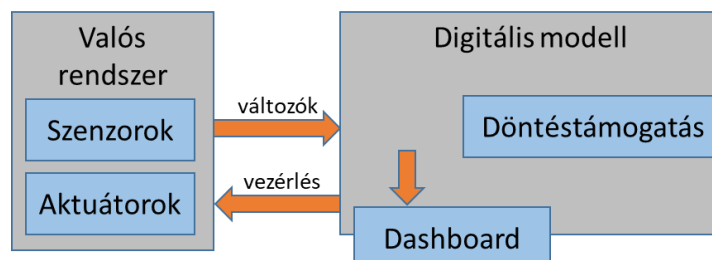 Valós
rendszer
Szenzorok
Aktuátorok
változók
vezérlés
Digitális modell
Döntéstámogatás
Dashboard